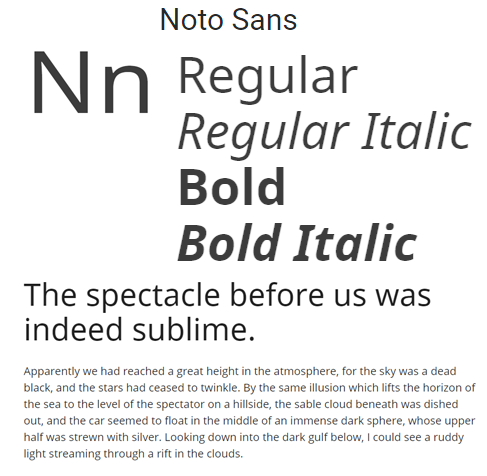 Noto Sans
Nn
Regular
Regular Italic
Bold
Bold Italic
The spectacle before us was
indeed sublime.
Apparently we had reached a great height in the atmosphere, for the sky was a dead
black, and the stars had ceased to twinkle. By the same illusion which lifts the horizon of
the sea to the level of the spectator on a hillside, the sable cloud beneath was dished
out, and the car seemed to float in the middle of an immense dark sphere, whose upper
half was strewn with silver. Looking down into the dark gulf below, I could see a ruddy
light streaming through a rift in the clouds.